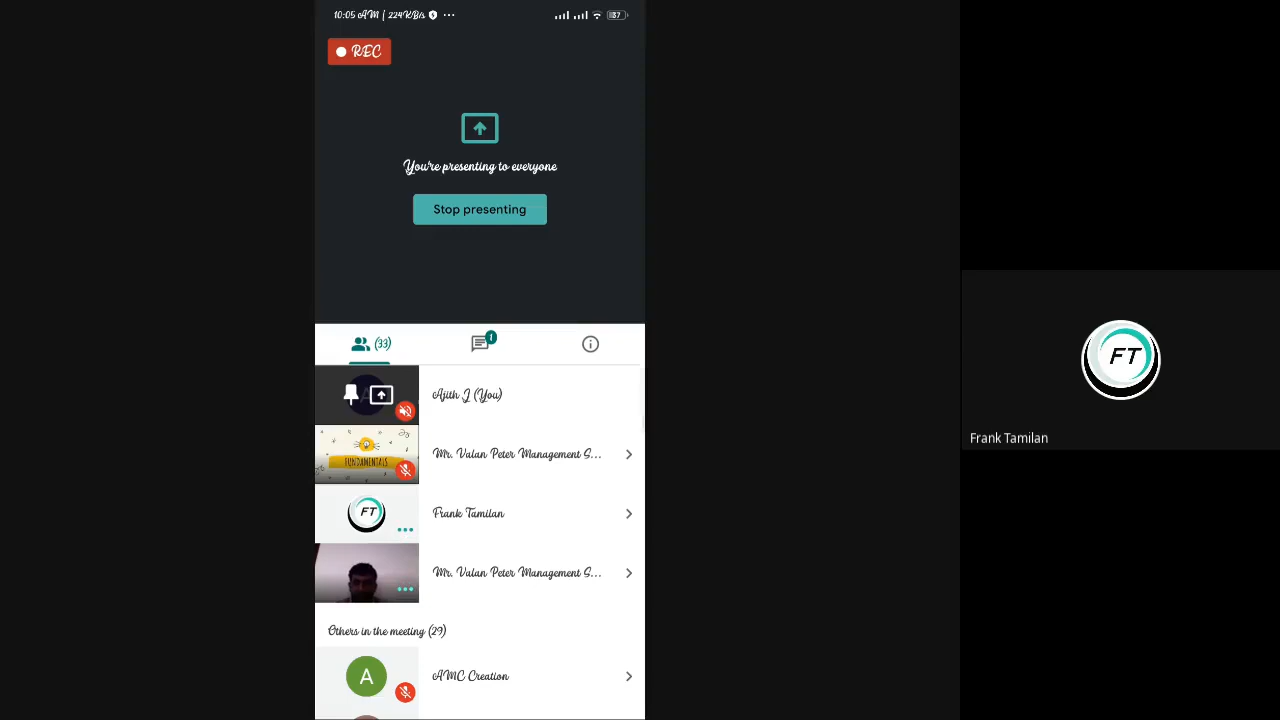 10:05 AM | 224KB/s
37
REC
You're presenting to everyone
Stop presenting
(33)
1
Ajith J (You)
FUNDAMENTALS
Mr. Valan Peter Management S...
FT
Frank Tamilan
Mr. Valan Peter Management S...
Others in the meeting (29)
A
AMC Creation
FT
Frank Tamilan